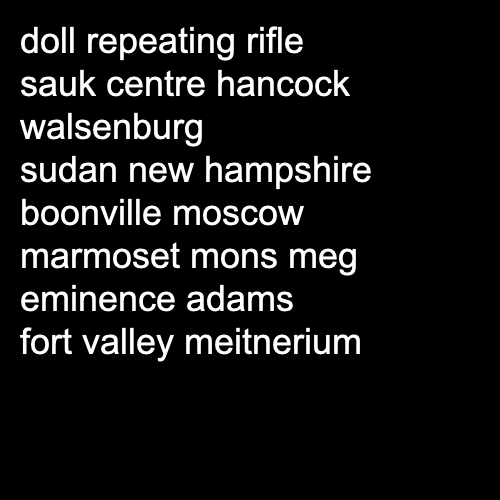 doll repeating rifle
sauk centre hancock
walsenburg
sudan new hampshire
boonville moscow
marmoset mons meg
eminence adams
fort valley meitnerium